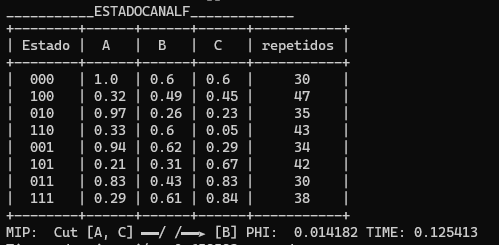 ___________ESTADOCANALF_____________
+--------+------+------+------+-----------+
| Estado | A | B | C | repetidos |
+--------+------+------+------+-----------+
| 000 | 1.0 | 0.6 | 0.6 | 30 |
| 100 | 0.32 | 0.49 | 0.45 | 47 |
| 010 | 0.97 | 0.26 | 0.23 | 35 |
| 110 | 0.33 | 0.6 | 0.05 | 43 |
| 001 | 0.94 | 0.62 | 0.29 | 34 |
| 101 | 0.21 | 0.31 | 0.67 | 42 |
| 011 | 0.83 | 0.43 | 0.83 | 30 |
| 111 | 0.29 | 0.61 | 0.84 | 38 |
+--------+------+------+------+-----------+
MIP: Cut [A, C] ━━/ /━━➤ [B] PHI: 0.014182 TIME: 0.125413